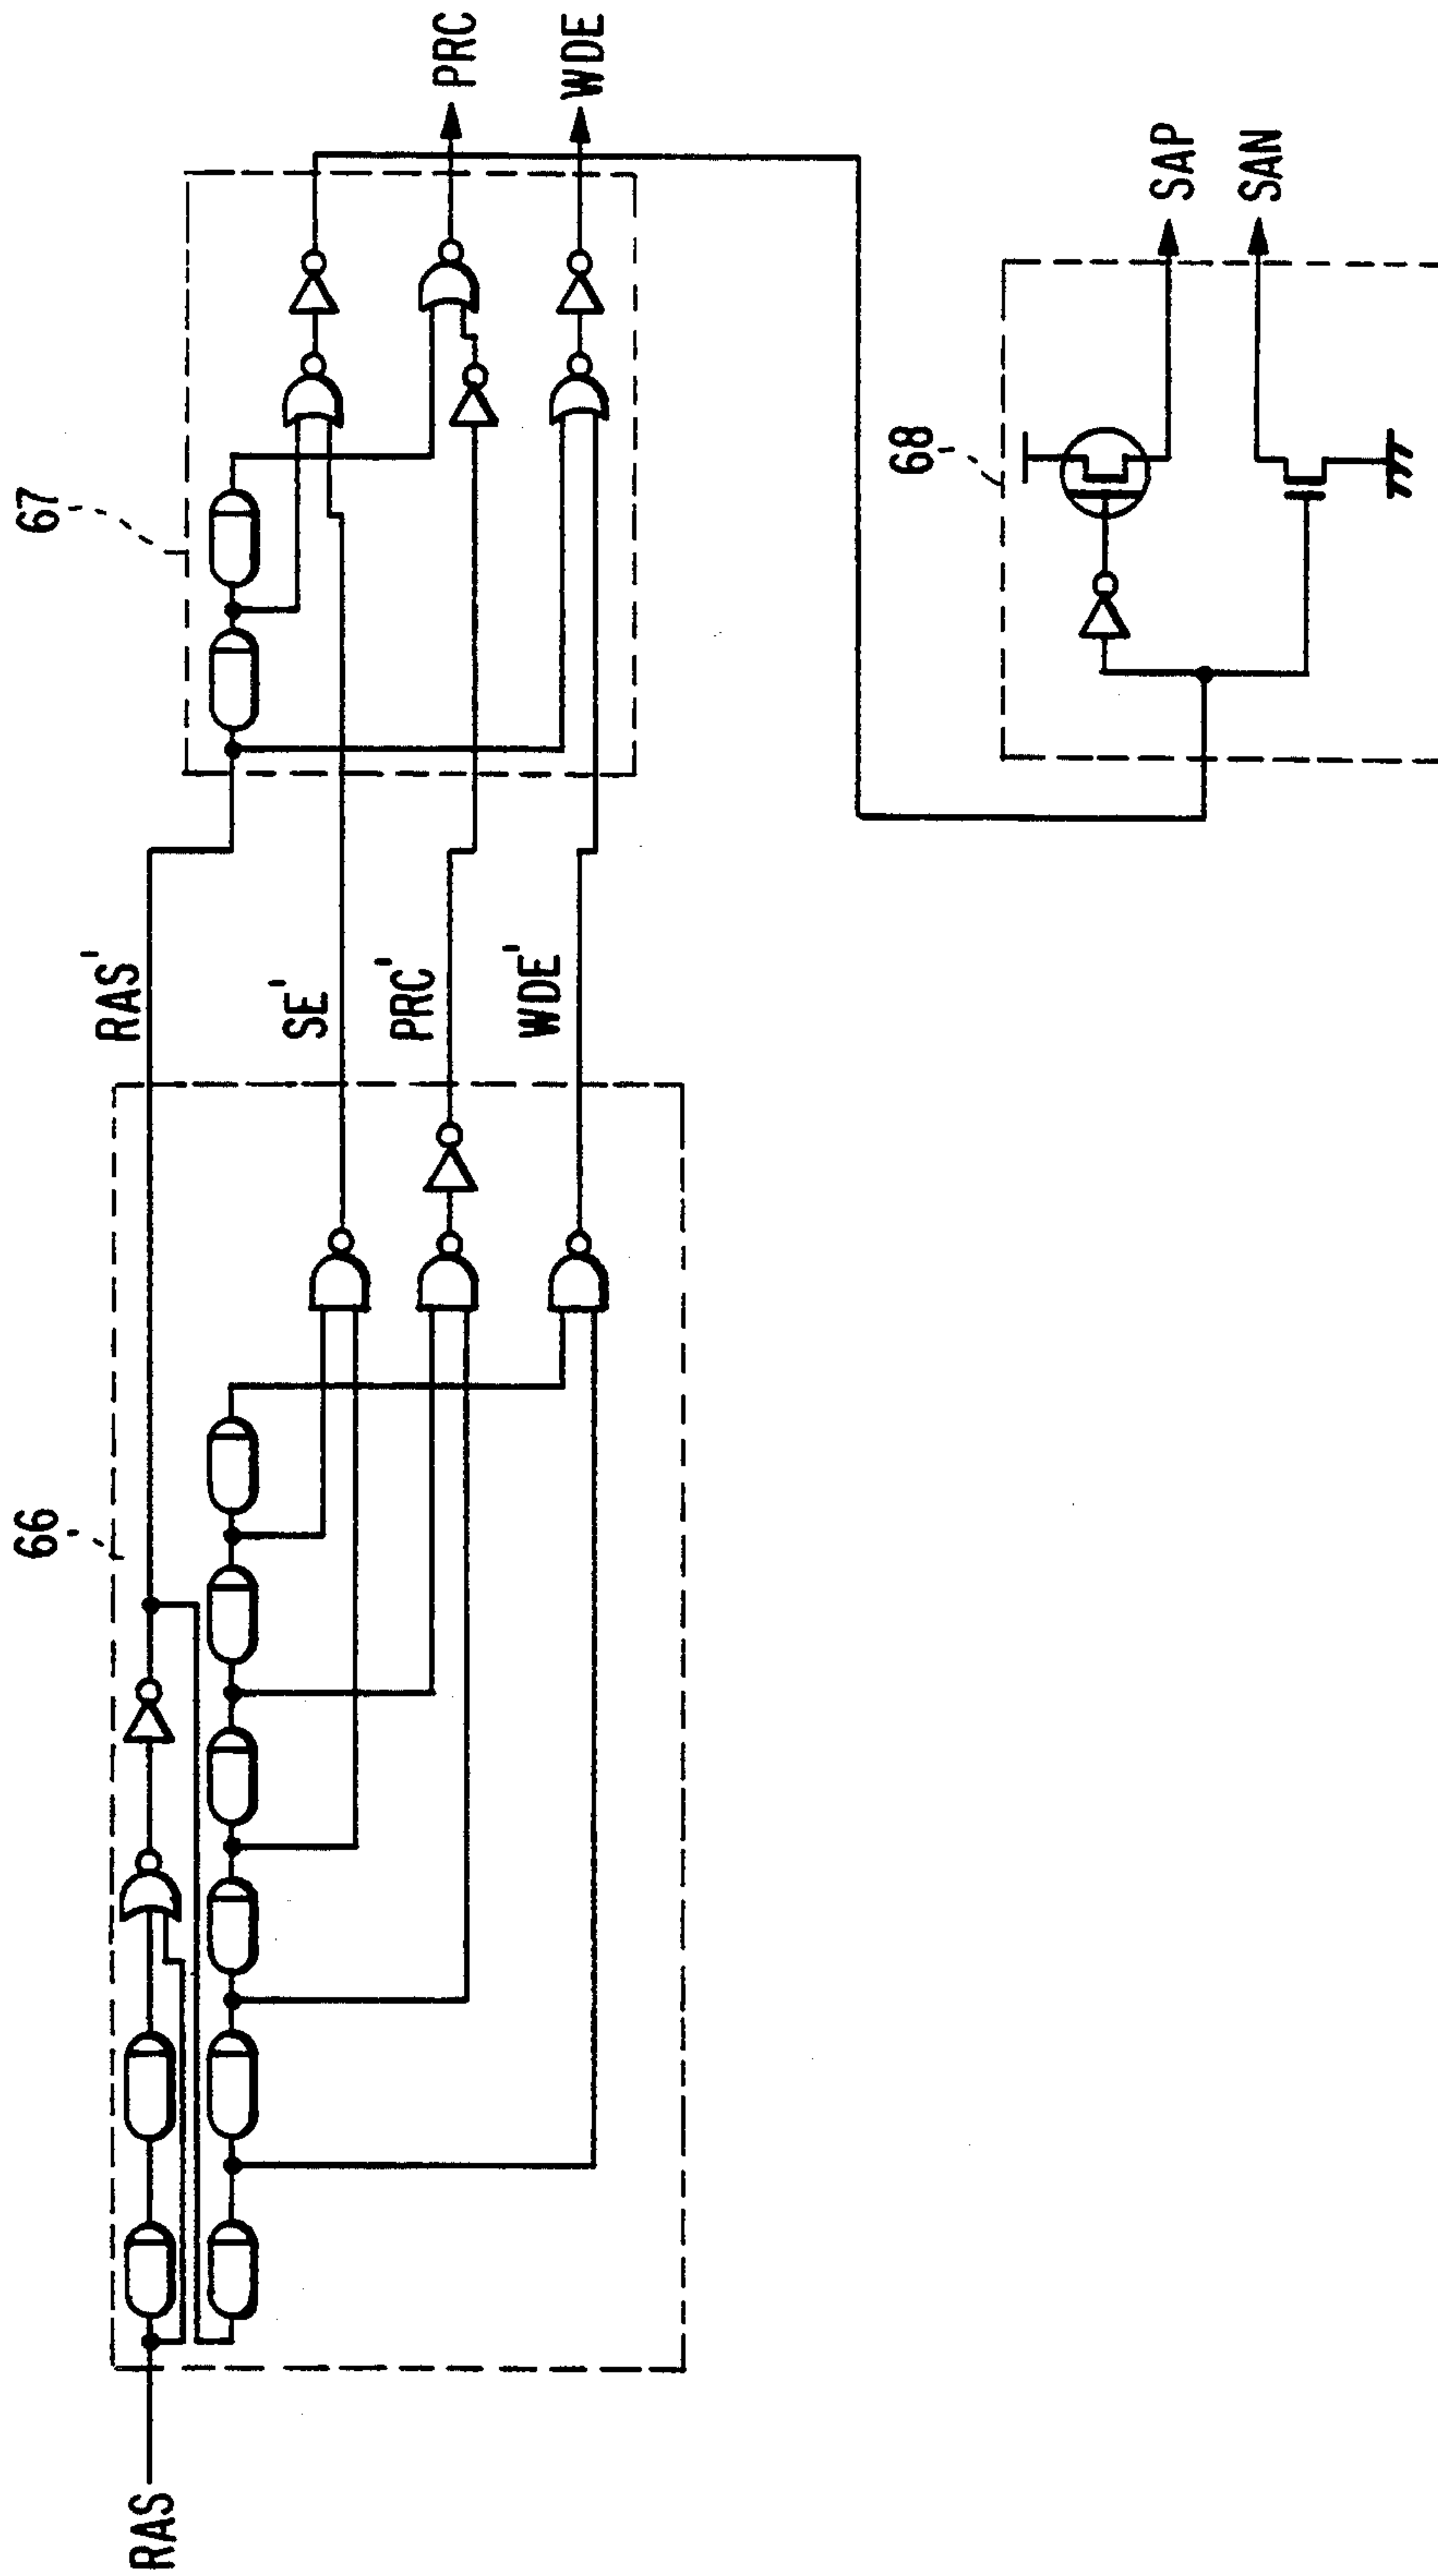 RAS
66
RAS'
SE'
PRC'
WDE'
67
PRC
WDE
68
SAP
SAN